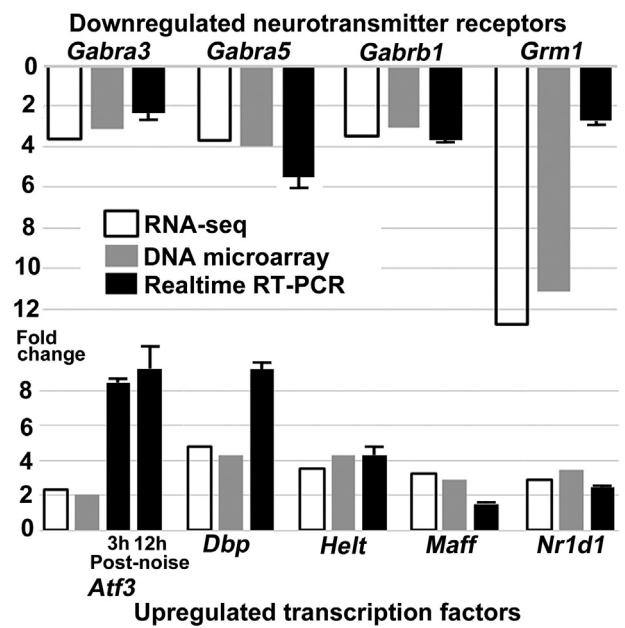 Downregulated neurotransmitter receptors
Gabra3 Gabra5 Gabrb1 Grm1
0
2
4
6
8
10
12
RNA-seq
DNA microarray
Realtime RT-PCR
Fold
change
8
6
4
2
0
3h 12h
Post-noise
Atf3 Dbp Helt Maff Nr1d1
Upregulated transcription factors